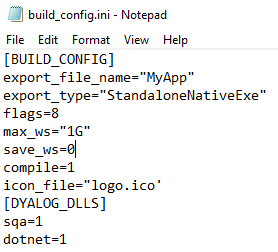 build_config.ini - Notepad
File Edit Format View Help
[BUILD_CONFIG]
export_file_name="MyApp"
export_type="StandaloneNativeExe"
flags=8
max_ws="1G"
save_ws=0
compile=1
icon_file="logo.ico'
[DYALOG_DLLS]
sqa=1
dotnet=1